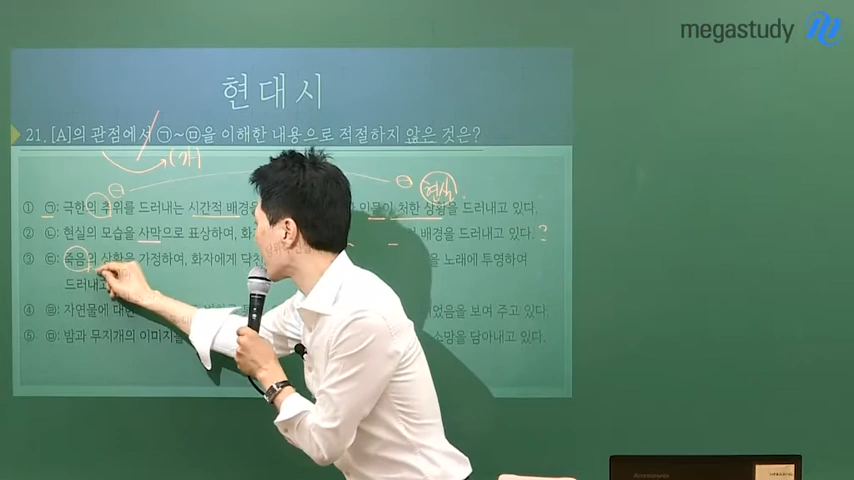 megastudy
현대시
21. [A]의 관점에서 ㉠~㉤을 이해한 내용으로 적절하지 않은 것은?
(가)
현실
① ㉠: 극한의 추위를 드러내는 시간적 배경 인물이 처한 상황을 드러내고 있다.
② ㉡: 현실의 모습을 사막으로 표상하여, 배경을 드러내고 있다. ?
③ ㉢: 죽음의 상황을 가정하여, 화자에게 닥친 노래에 투영하여
드러내고
④ ㉣: 자연물에 대한 보여 주고 있다.
⑤ ㉤: 밤과 무지개의 이미지를 소망을 담아내고 있다.